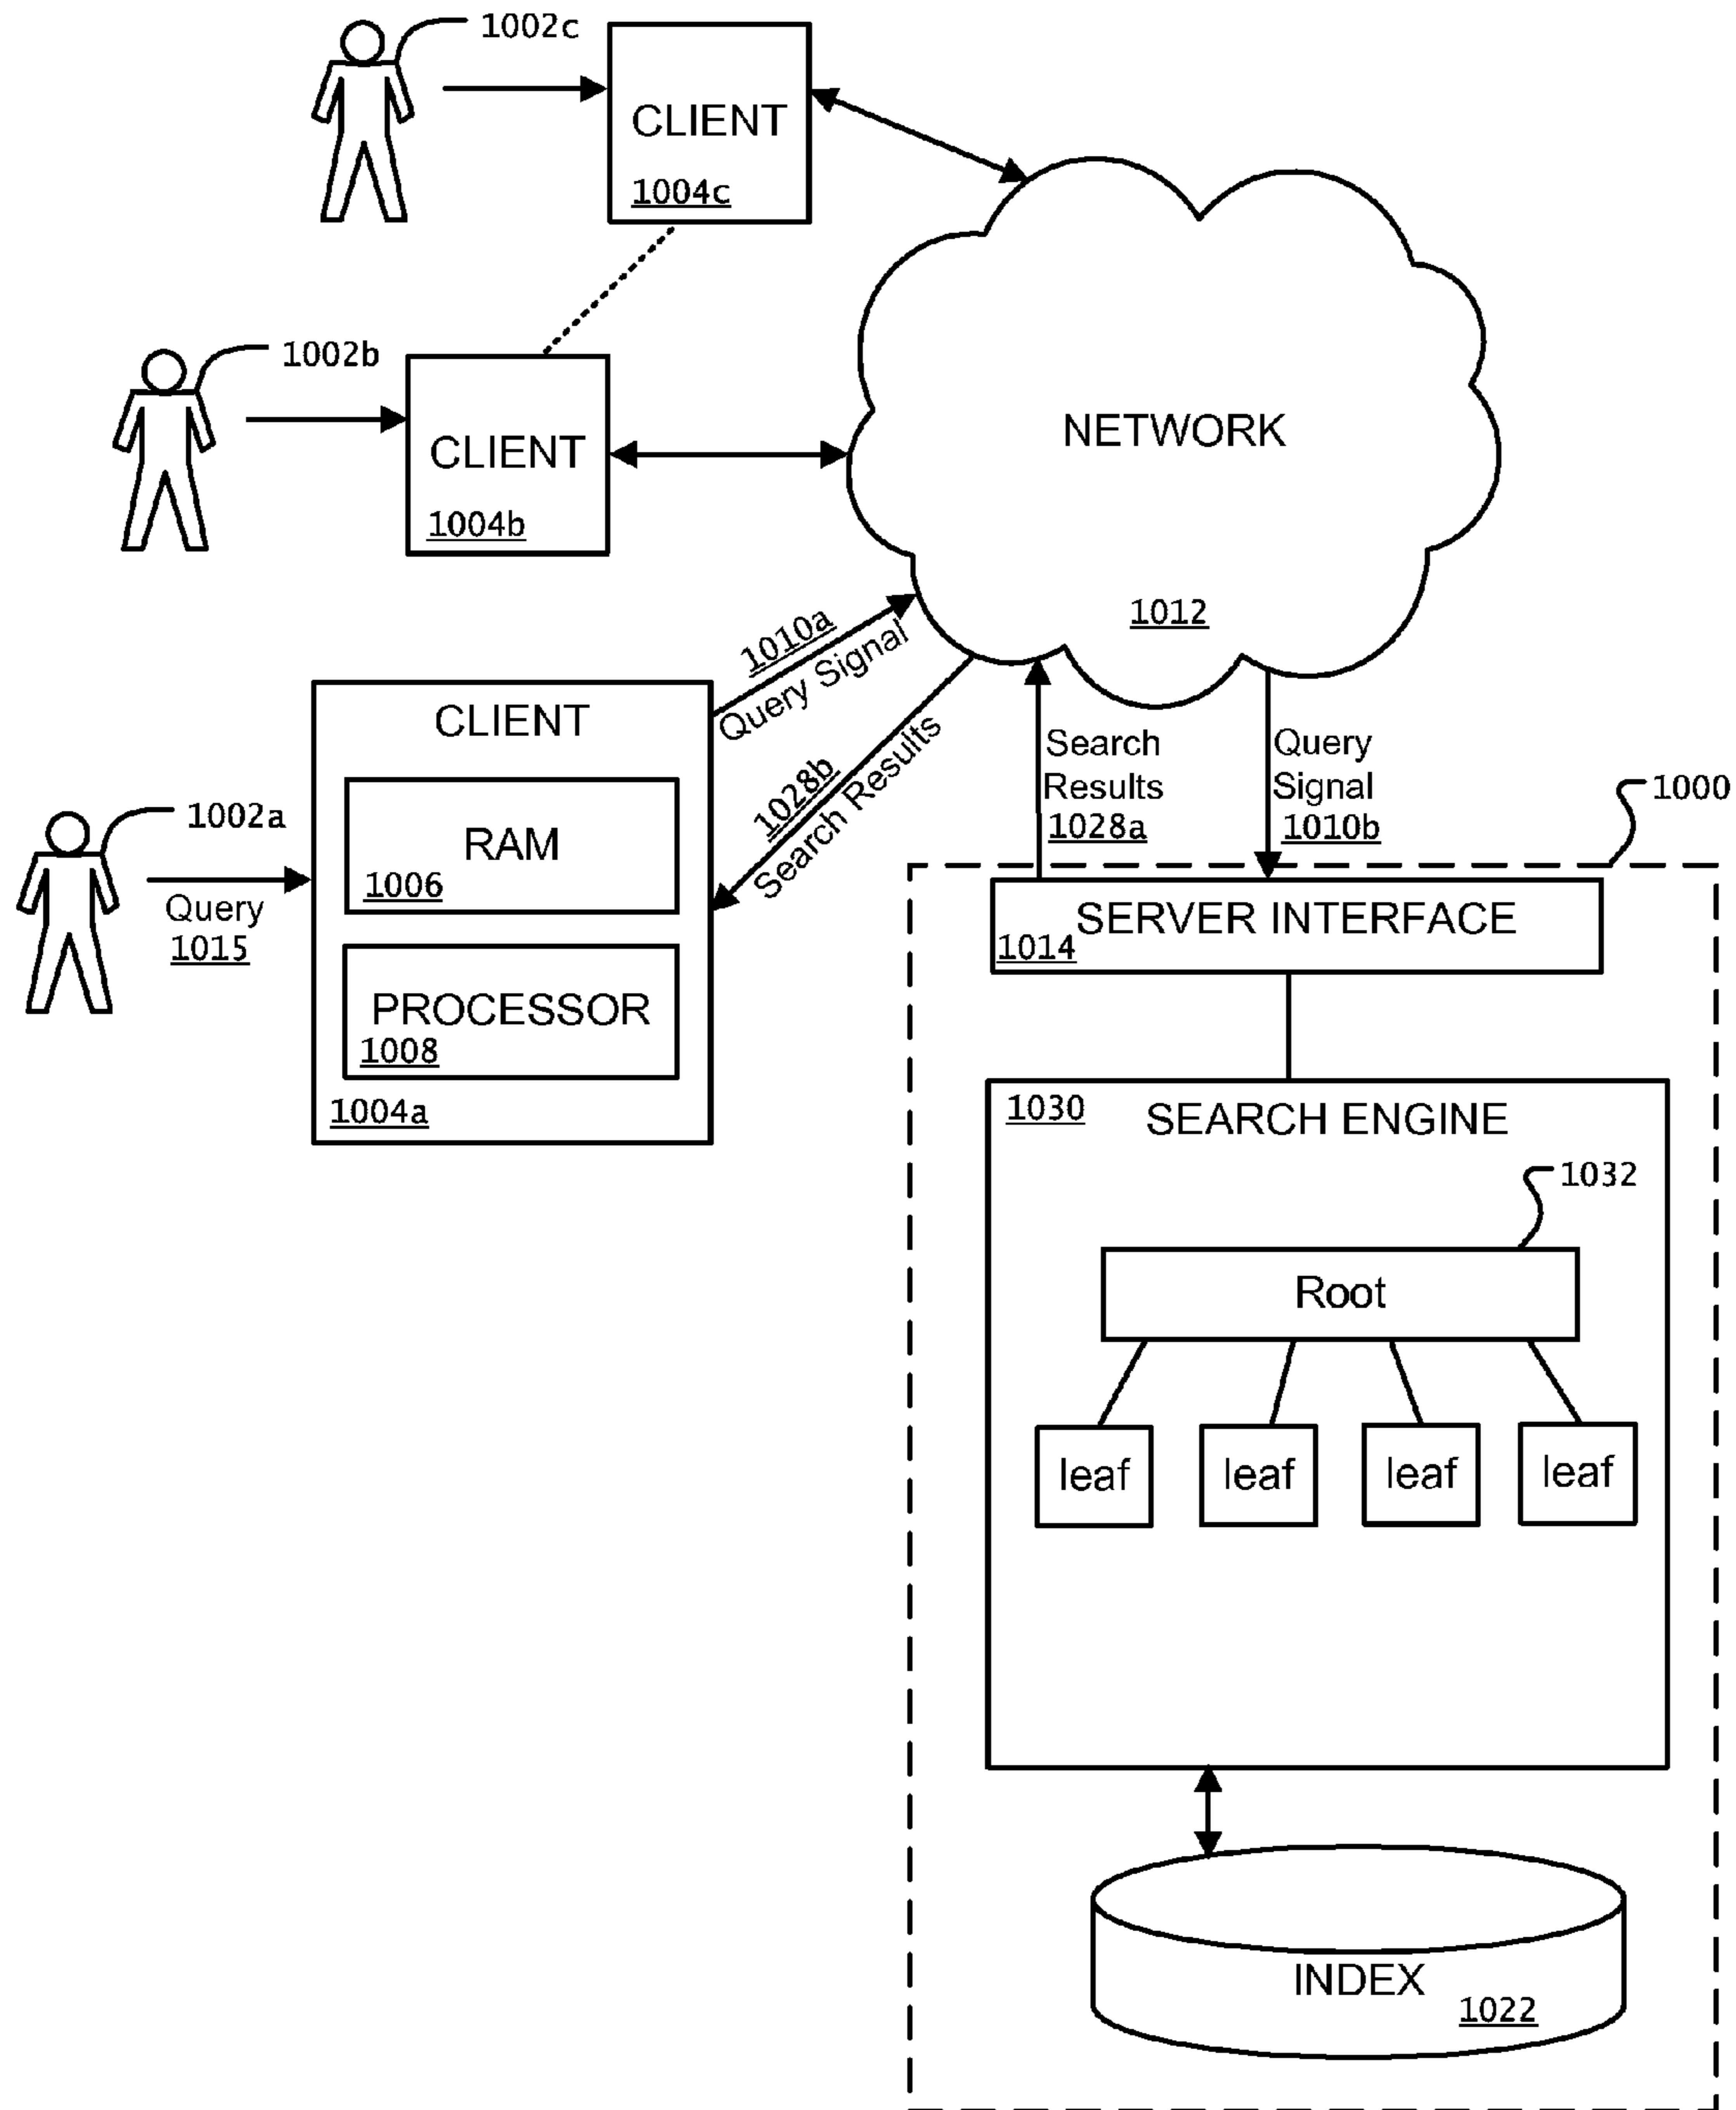 1002c
CLIENT
1004c
1002b
CLIENT
1004b
NETWORK
1012
1010a
Query Signal
1028b
Search Results
CLIENT
RAM
1006
PROCESSOR
1008
1004a
1002a
Query
1015
Search
Results
1028a
Query
Signal
1010b
1000
SERVER INTERFACE
1014
1030
SEARCH ENGINE
1032
Root
leaf
leaf
leaf
leaf
INDEX
1022